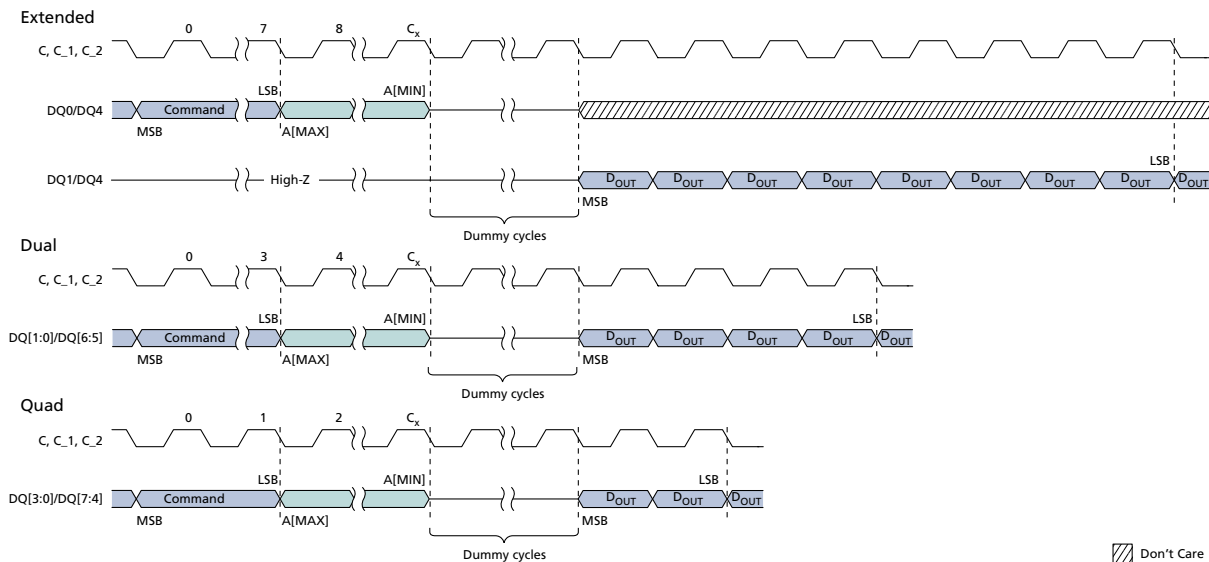 Extended
0 7 8 Cx
C, C_1, C_2
LSB A[MIN]
DQ0/DQ4 Command
MSB A[MAX]
LSB
DQ1/DQ4 High-Z DOUT DOUT DOUT DOUT DOUT DOUT DOUT DOUT DOUT
MSB
Dummy cycles
Dual
0 3 4 Cx
C, C_1, C_2
LSB A[MIN] LSB
DQ[1:0]/DQ[6:5] Command DOUT DOUT DOUT DOUT DOUT
MSB A[MAX] MSB
Dummy cycles
Quad
0 1 2 Cx
C, C_1, C_2
LSB A[MIN] LSB
DQ[3:0]/DQ[7:4] Command DOUT DOUT DOUT
MSB A[MAX] MSB
Dummy cycles
Don't Care